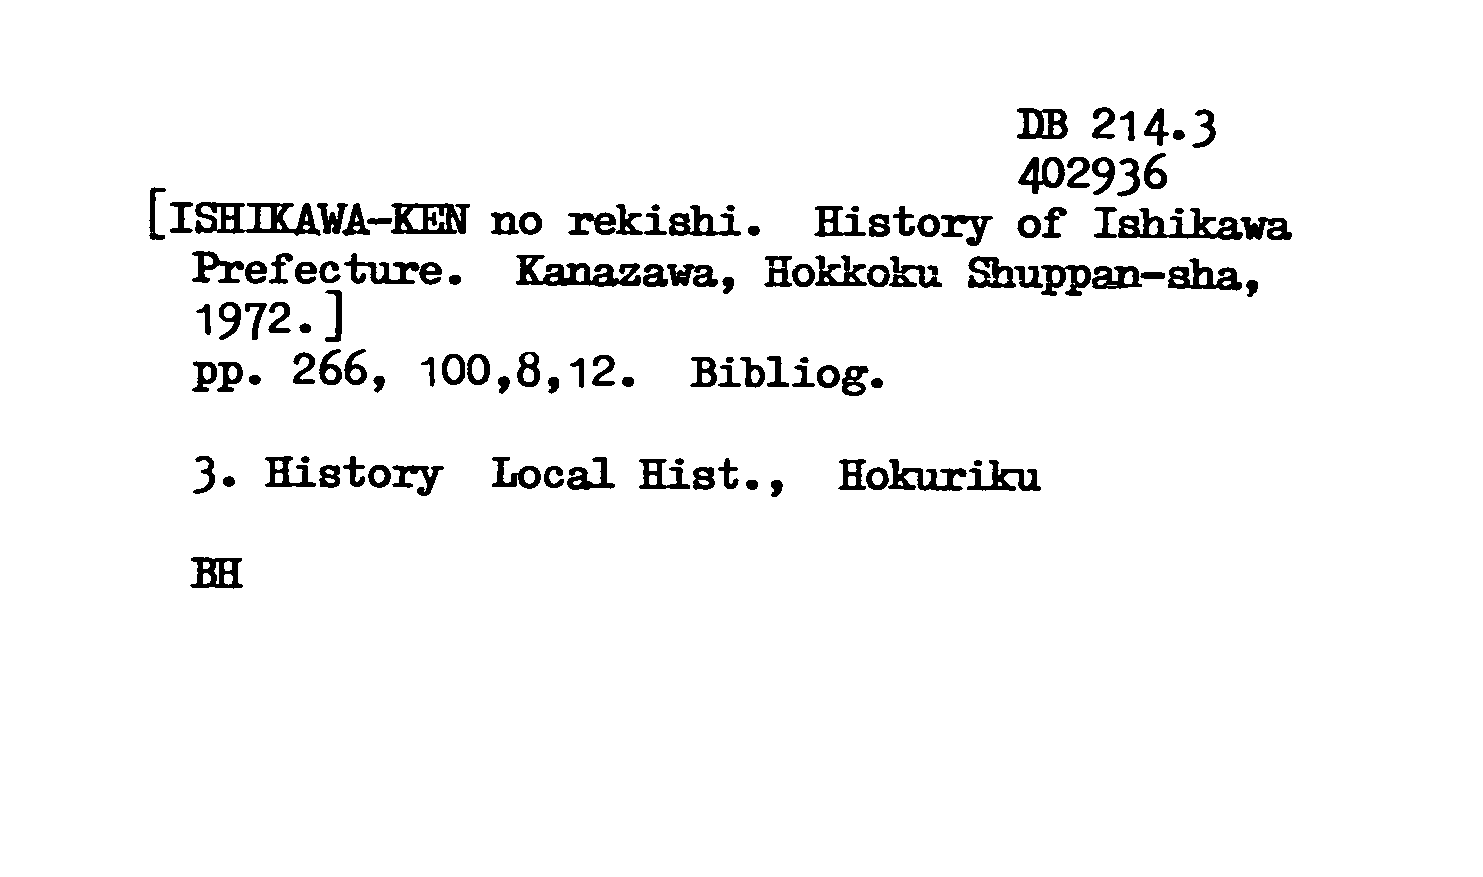 DB 214.3
402936
[ISHIKAWA-KEN no rekishi. History of Ishikawa
Prefecture. Kanazawa, Hokkoku Shuppan-sha,
1972.]
pp. 266, 100,8,12. Bibliog.
3. History Local Hist., Hokuriku
BH